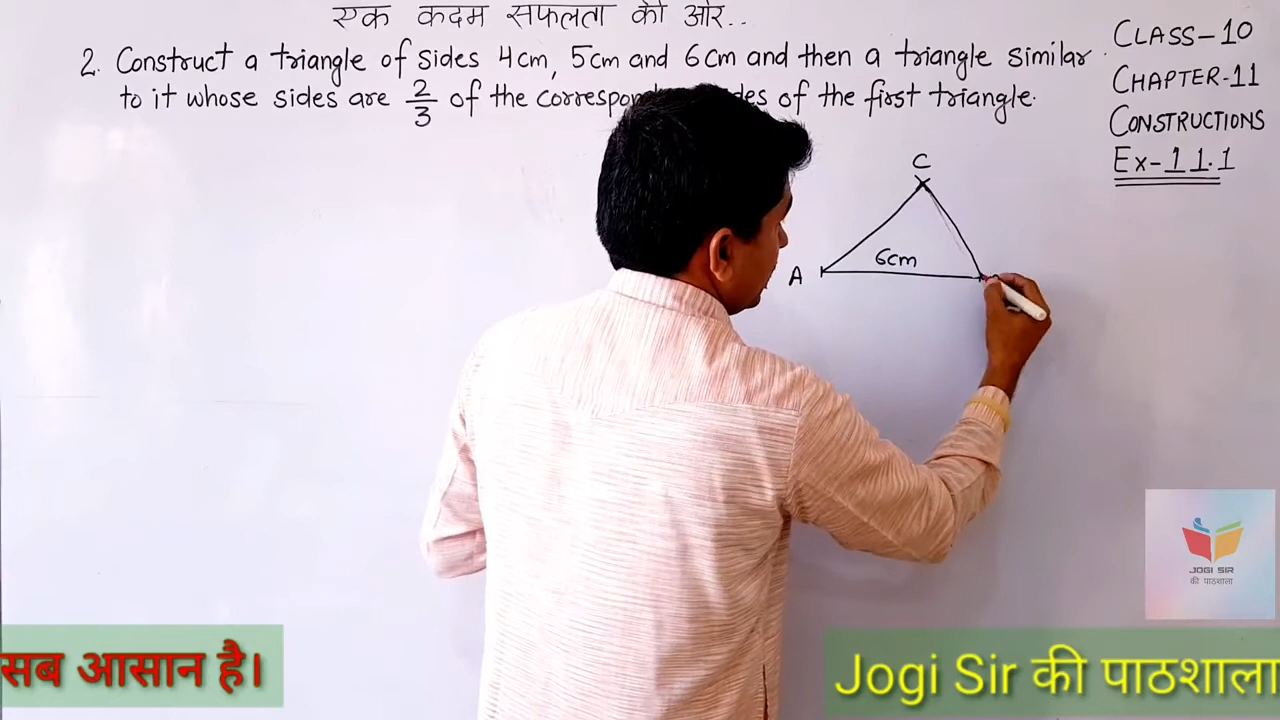 एक कदम सफलता की ओर..
2. Construct a triangle of sides 4cm, 5cm and 6cm and then a triangle similar
to it whose sides are 2/3 of the des of the first triangle.
CLASS-10
CHAPTER-11
CONSTRUCTIONS
Ex-11.1
C
6cm
A
JOGI SIR
की पाठशाला
सब आसान है।
Jogi Sir की पाठशाला